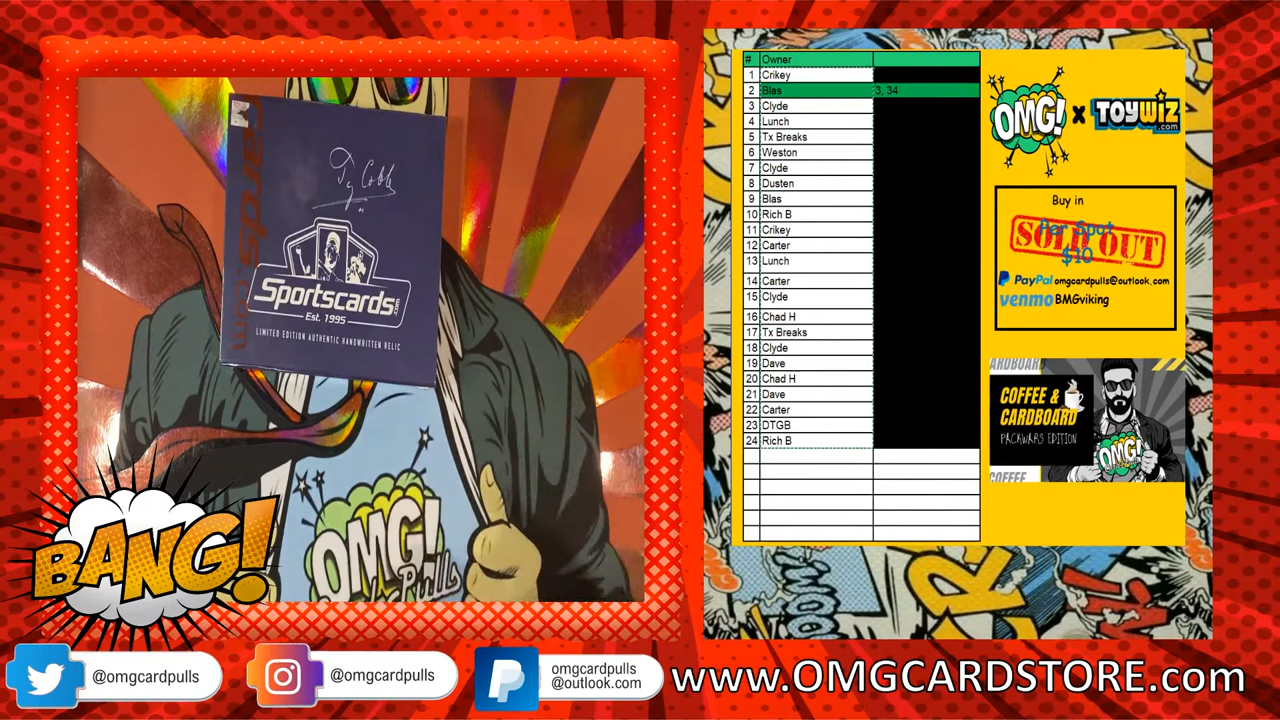 Ty Cobb
Sportscards
.com
Est. 1995
LIMITED EDITION AUTHENTIC HANDWRITTEN RELIC
cards.com
OMG!
Pulls
BANG!
# Owner
1 Crikey
2 Blas 3, 34
3 Clyde
4 Lunch
5 Tx Breaks
6 Weston
7 Clyde
8 Dusten
9 Blas
10 Rich B
11 Crikey
12 Carter
13 Lunch
14 Carter
15 Clyde
16 Chad H
17 Tx Breaks
18 Clyde
19 Dave
20 Chad H
21 Dave
22 Carter
23 DTGB
24 Rich B
OMG! x TOYWIZ
.com
Buy in
Per Spot
SOLD OUT
$10
PayPal omgcardpulls@outlook.com
venmo BMGviking
CARDBOARD
COFFEE &
CARDBOARD
PACKWARS EDITION
OMG!
COFFEE
@omgcardpulls
@omgcardpulls
omgcardpulls
@outlook.com
www.OMGCARDSTORE.com